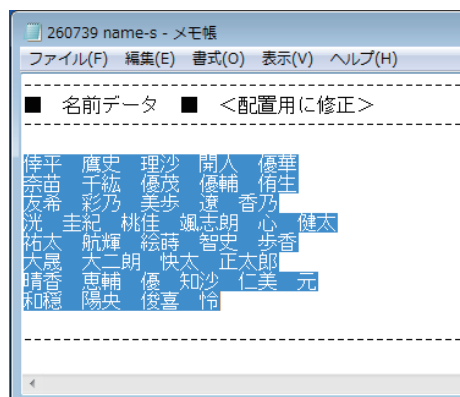 260739 name-s - メモ帳
ファイル(F) 編集(E) 書式(O) 表示(V) ヘルプ(H)
------------------------------------------------
■ 名前データ ■ ＜配置用に修正＞
------------------------------------------------
倖平 鷹史 理沙 開人 優華
奈苗 千紘 優茂 優輔 侑生
友希 彩乃 美歩 遼 香乃
洸 圭紀 桃佳 颯志朗 心 健太
祐太 航輝 絵蒔 智史 歩香
大晟 大二朗 快太 正太郎
晴香 恵輔 優 知沙 仁美 元
和穏 陽央 俊喜 怜
------------------------------------------------